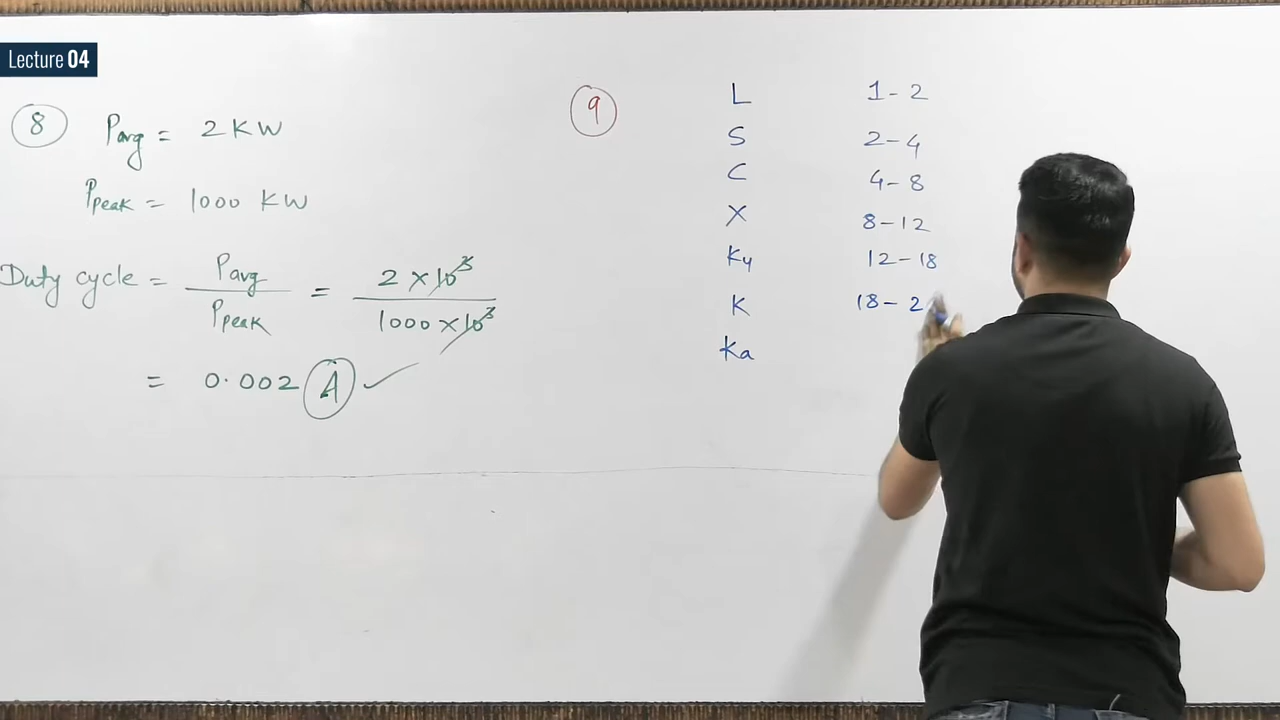 Lecture 04
8 Pavg = 2 KW
Ppeak = 1000 KW
Duty cycle = Pavg / Ppeak = 2 × 10³ / 1000 × 10³
= 0.002 A ✓
9
L 1 - 2
S 2 - 4
C 4 - 8
X 8 - 12
Ku 12 - 18
K 18 - 2
Ka